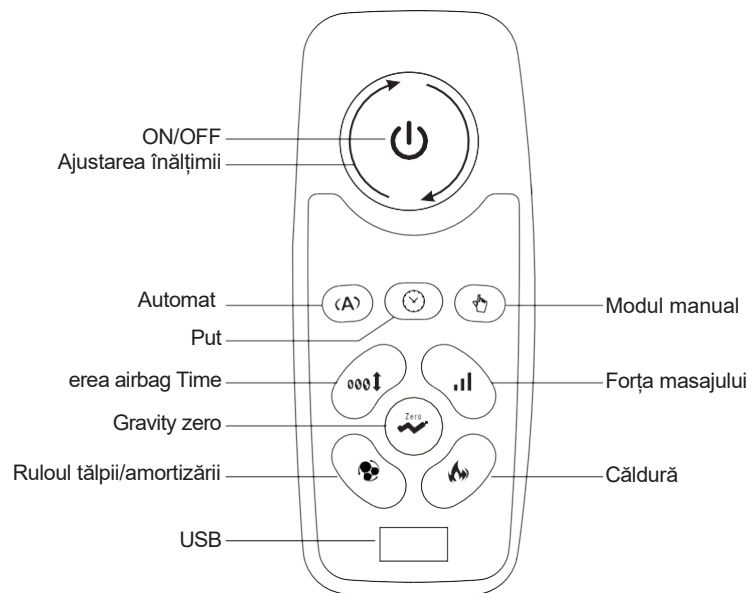 ON/OFF
Ajustarea înălțimii
Automat
(A)
Put
Modul manual
erea airbag Time
Forța masajului
Gravity zero
Zero
Ruloul tălpii/amortizării
Căldură
USB